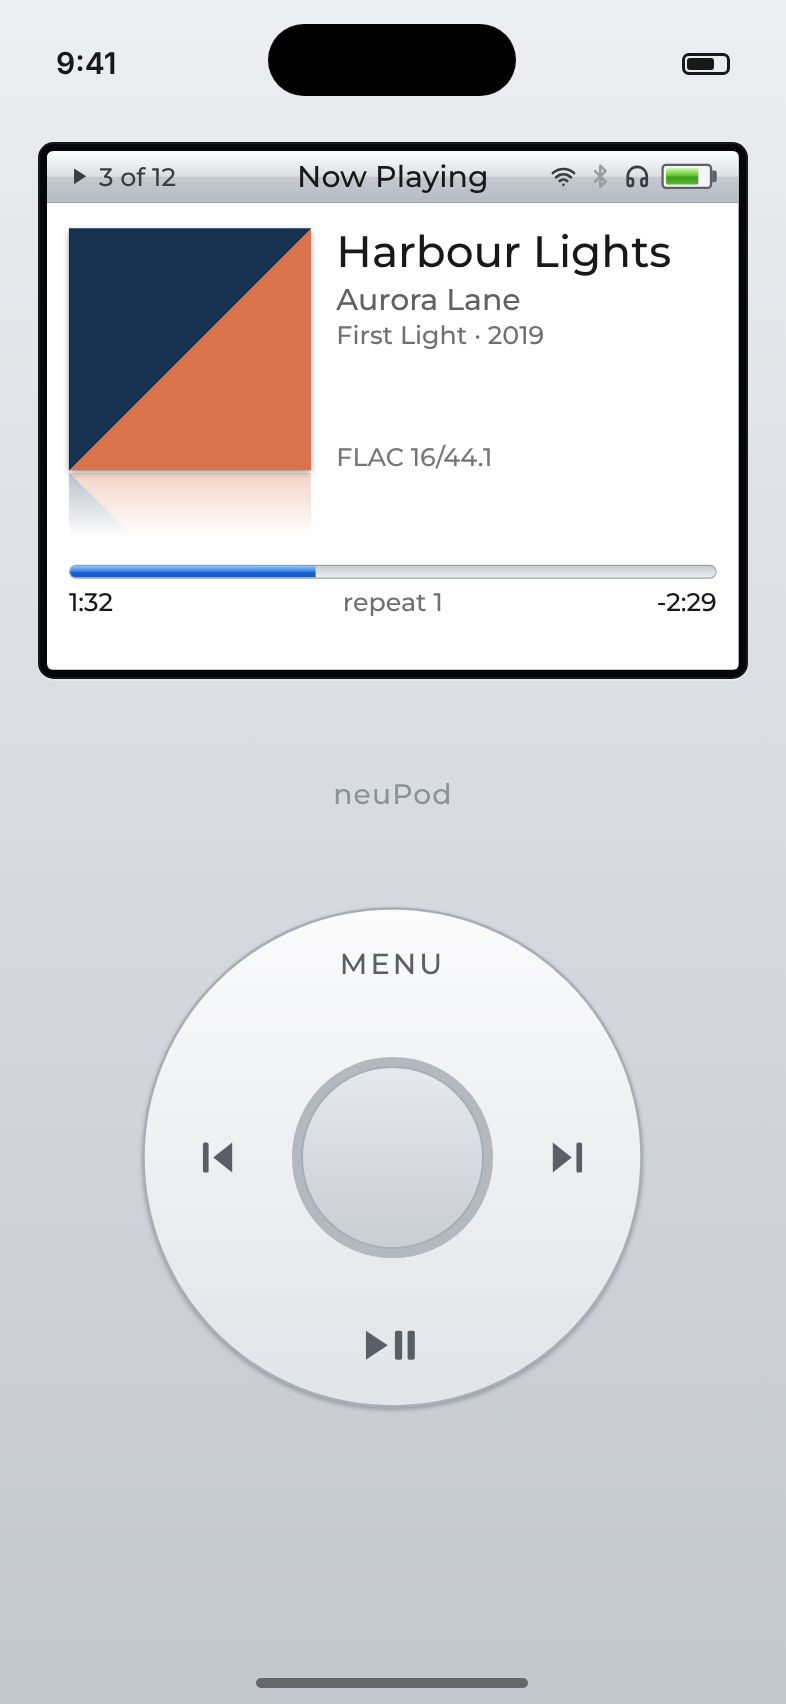 9:41
3 of 12 Now Playing
Harbour Lights
Aurora Lane
First Light · 2019
FLAC 16/44.1
1:32 repeat 1 -2:29
neuPod
MENU